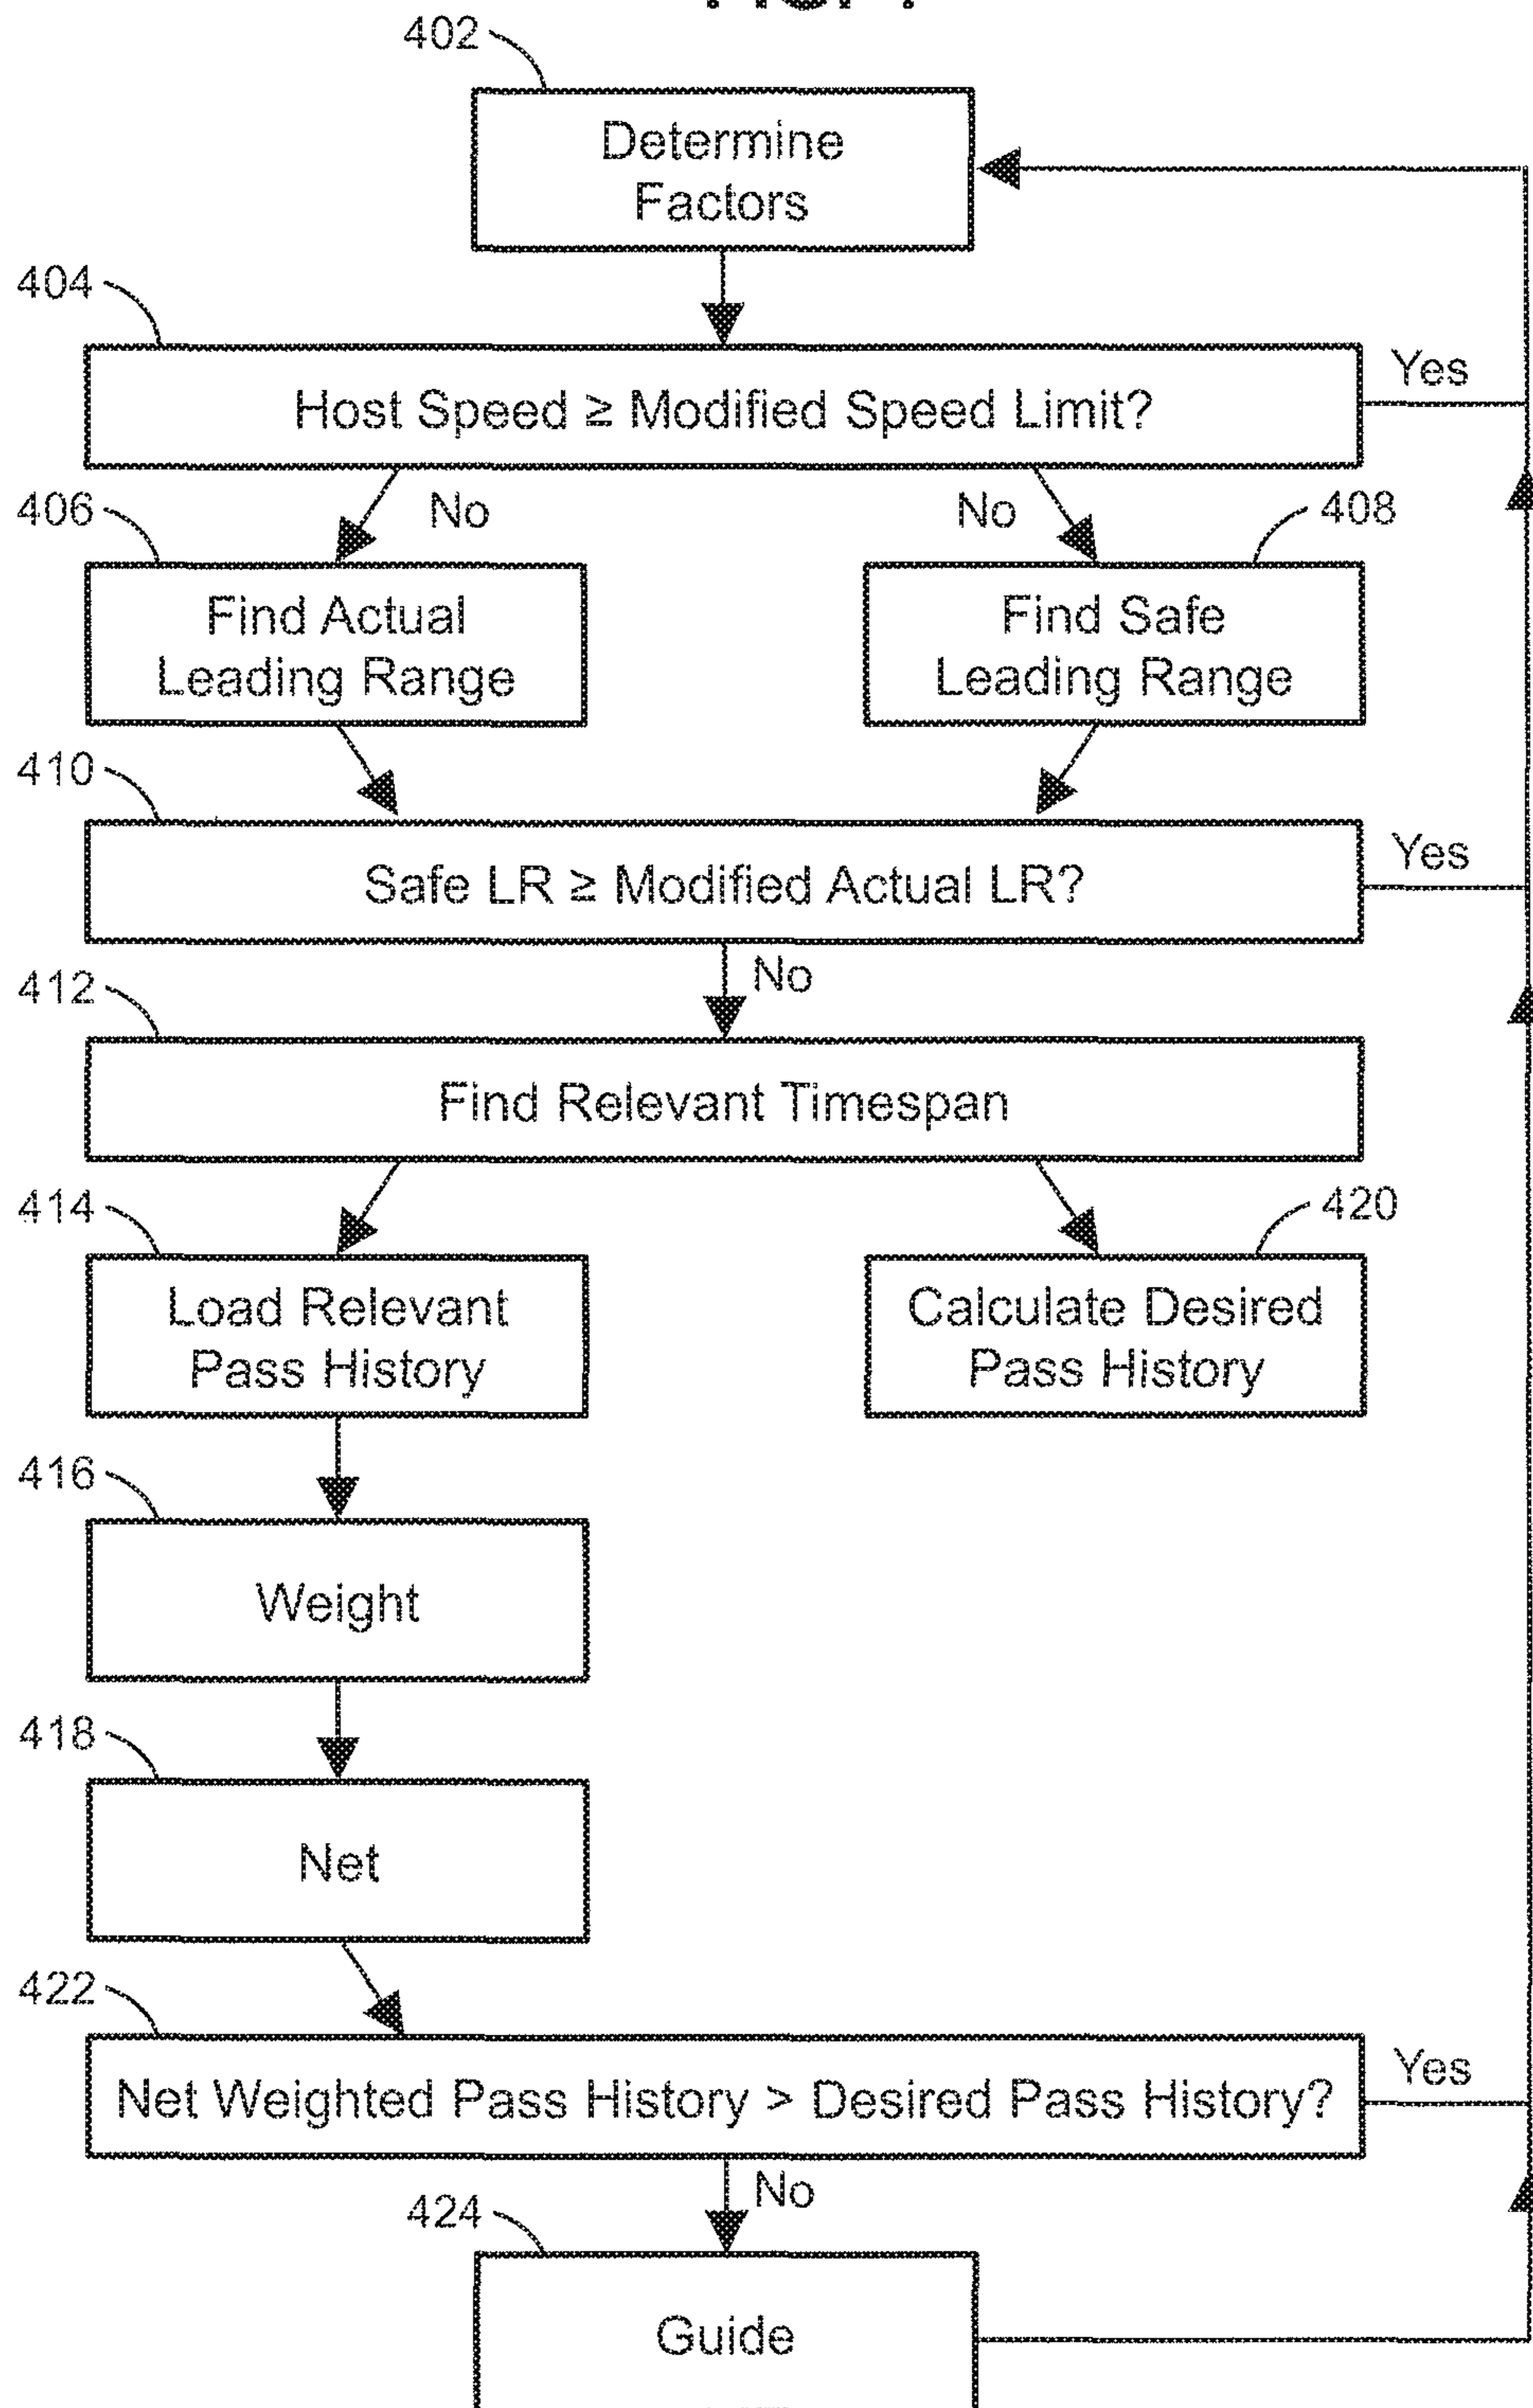 402
Determine
Factors
404
Host Speed ≥ Modified Speed Limit?
Yes
406
No
No
408
Find Actual
Leading Range
Find Safe
Leading Range
410
Safe LR ≥ Modified Actual LR?
Yes
412
No
Find Relevant Timespan
414
420
Load Relevant
Pass History
Calculate Desired
Pass History
416
Weight
418
Net
422
Net Weighted Pass History > Desired Pass History?
Yes
424
No
Guide